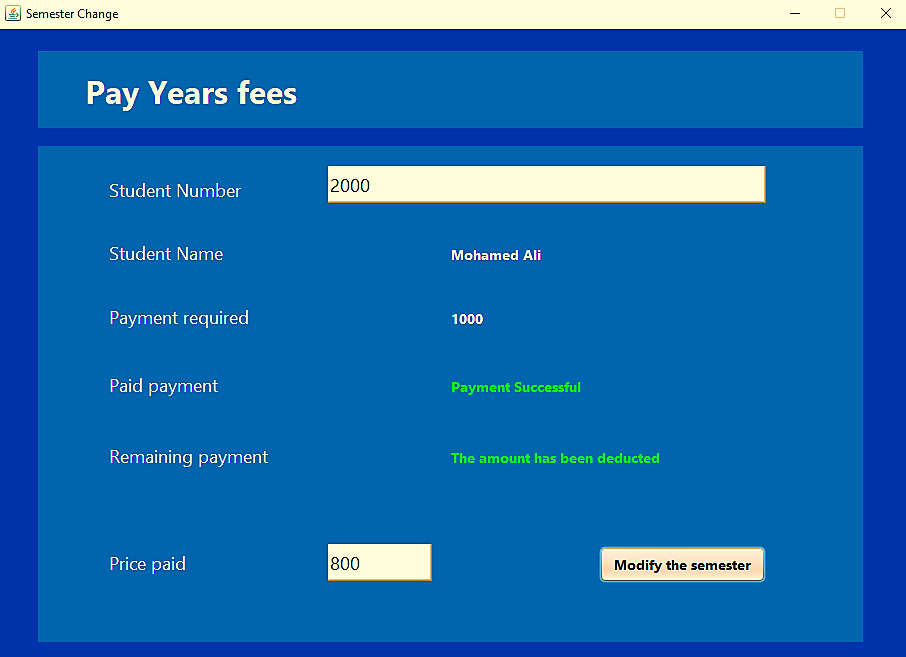 Semester Change
Pay Years fees
Student Number 2000
Student Name Mohamed Ali
Payment required 1000
Paid payment Payment Successful
Remaining payment The amount has been deducted
Price paid 800 Modify the semester